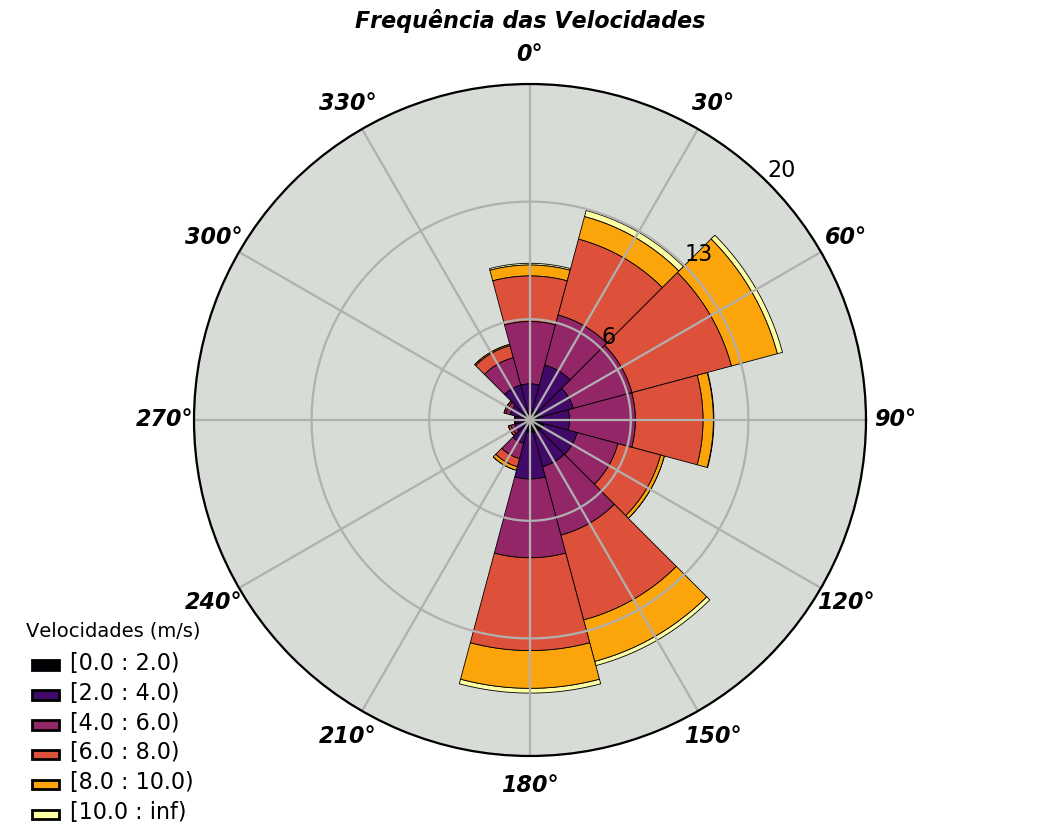 Frequência das Velocidades
0°
330°
30°
20
300°
60°
13
6
270°
90°
240°
120°
210°
150°
180°
Velocidades (m/s)
[0.0 : 2.0)
[2.0 : 4.0)
[4.0 : 6.0)
[6.0 : 8.0)
[8.0 : 10.0)
[10.0 : inf)